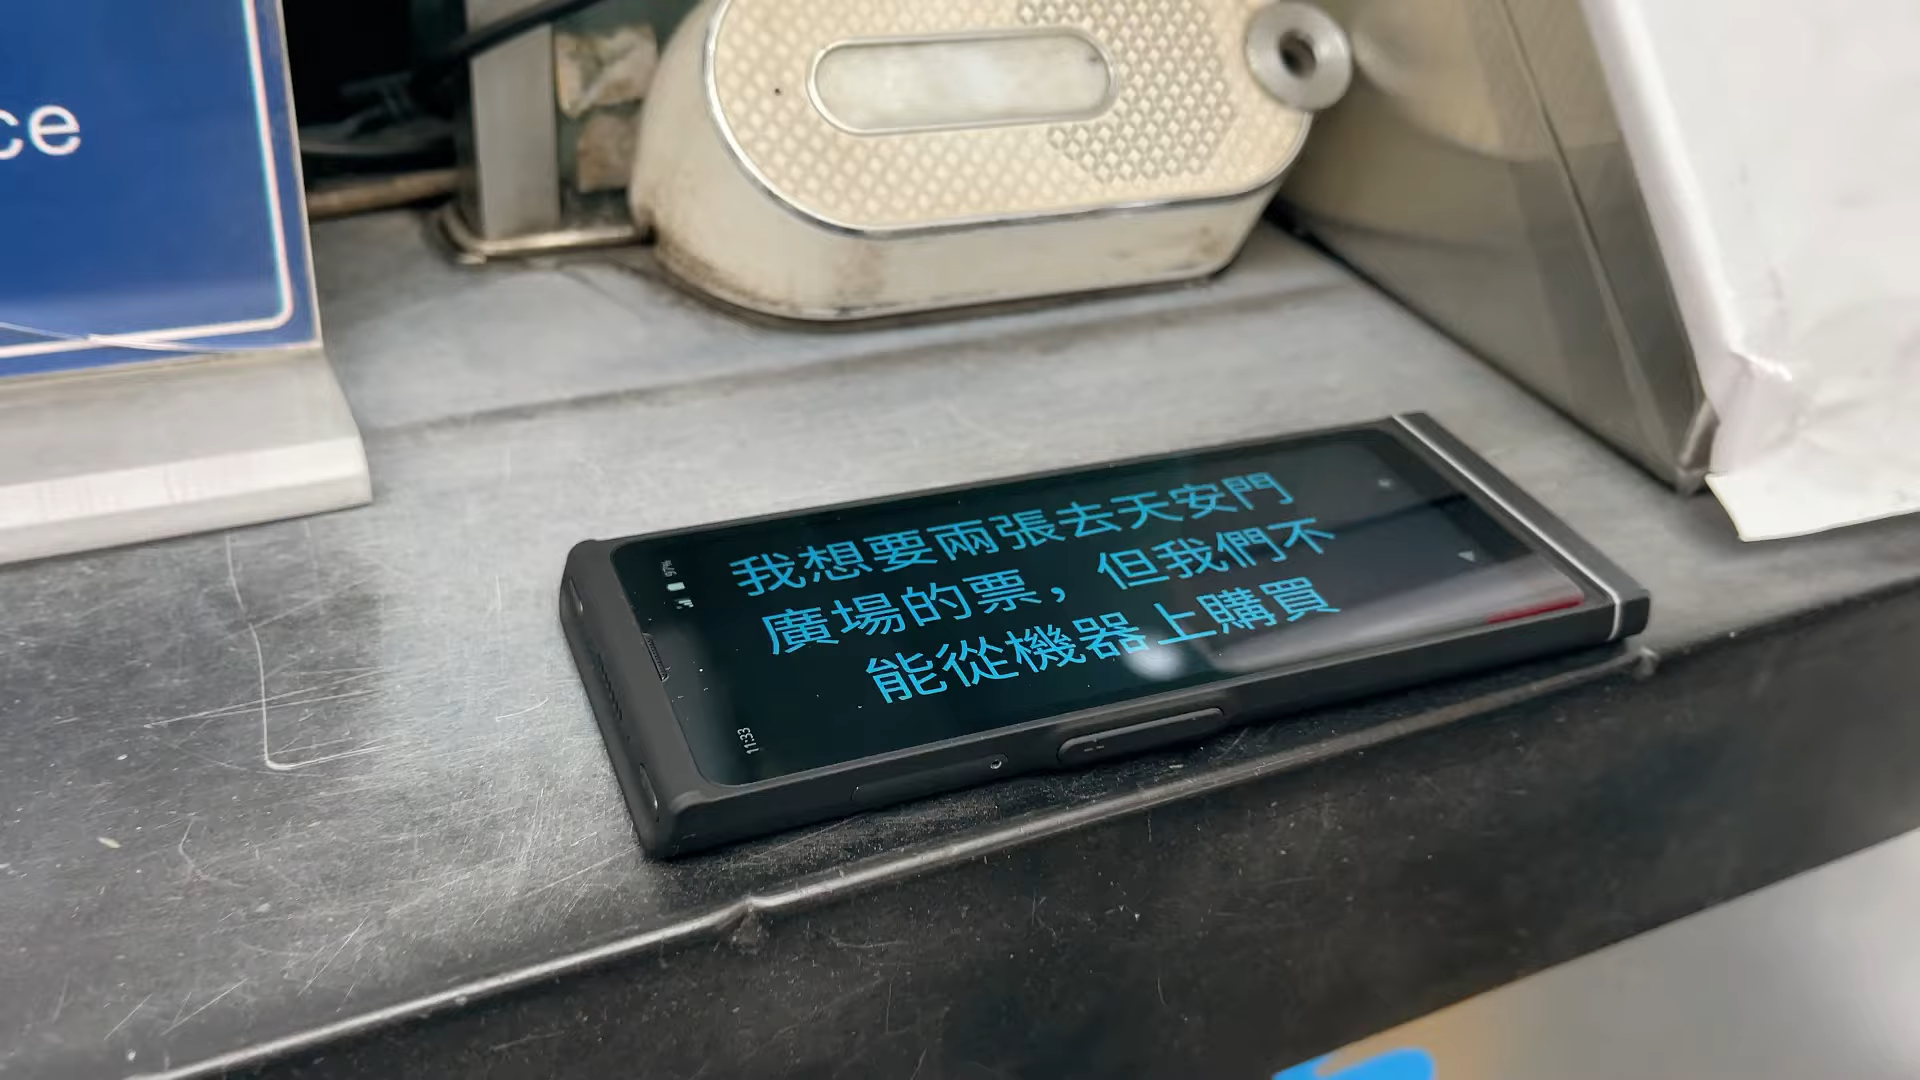 ce
我想要兩張去天安門
廣場的票，但我們不
能從機器上購買
11:33